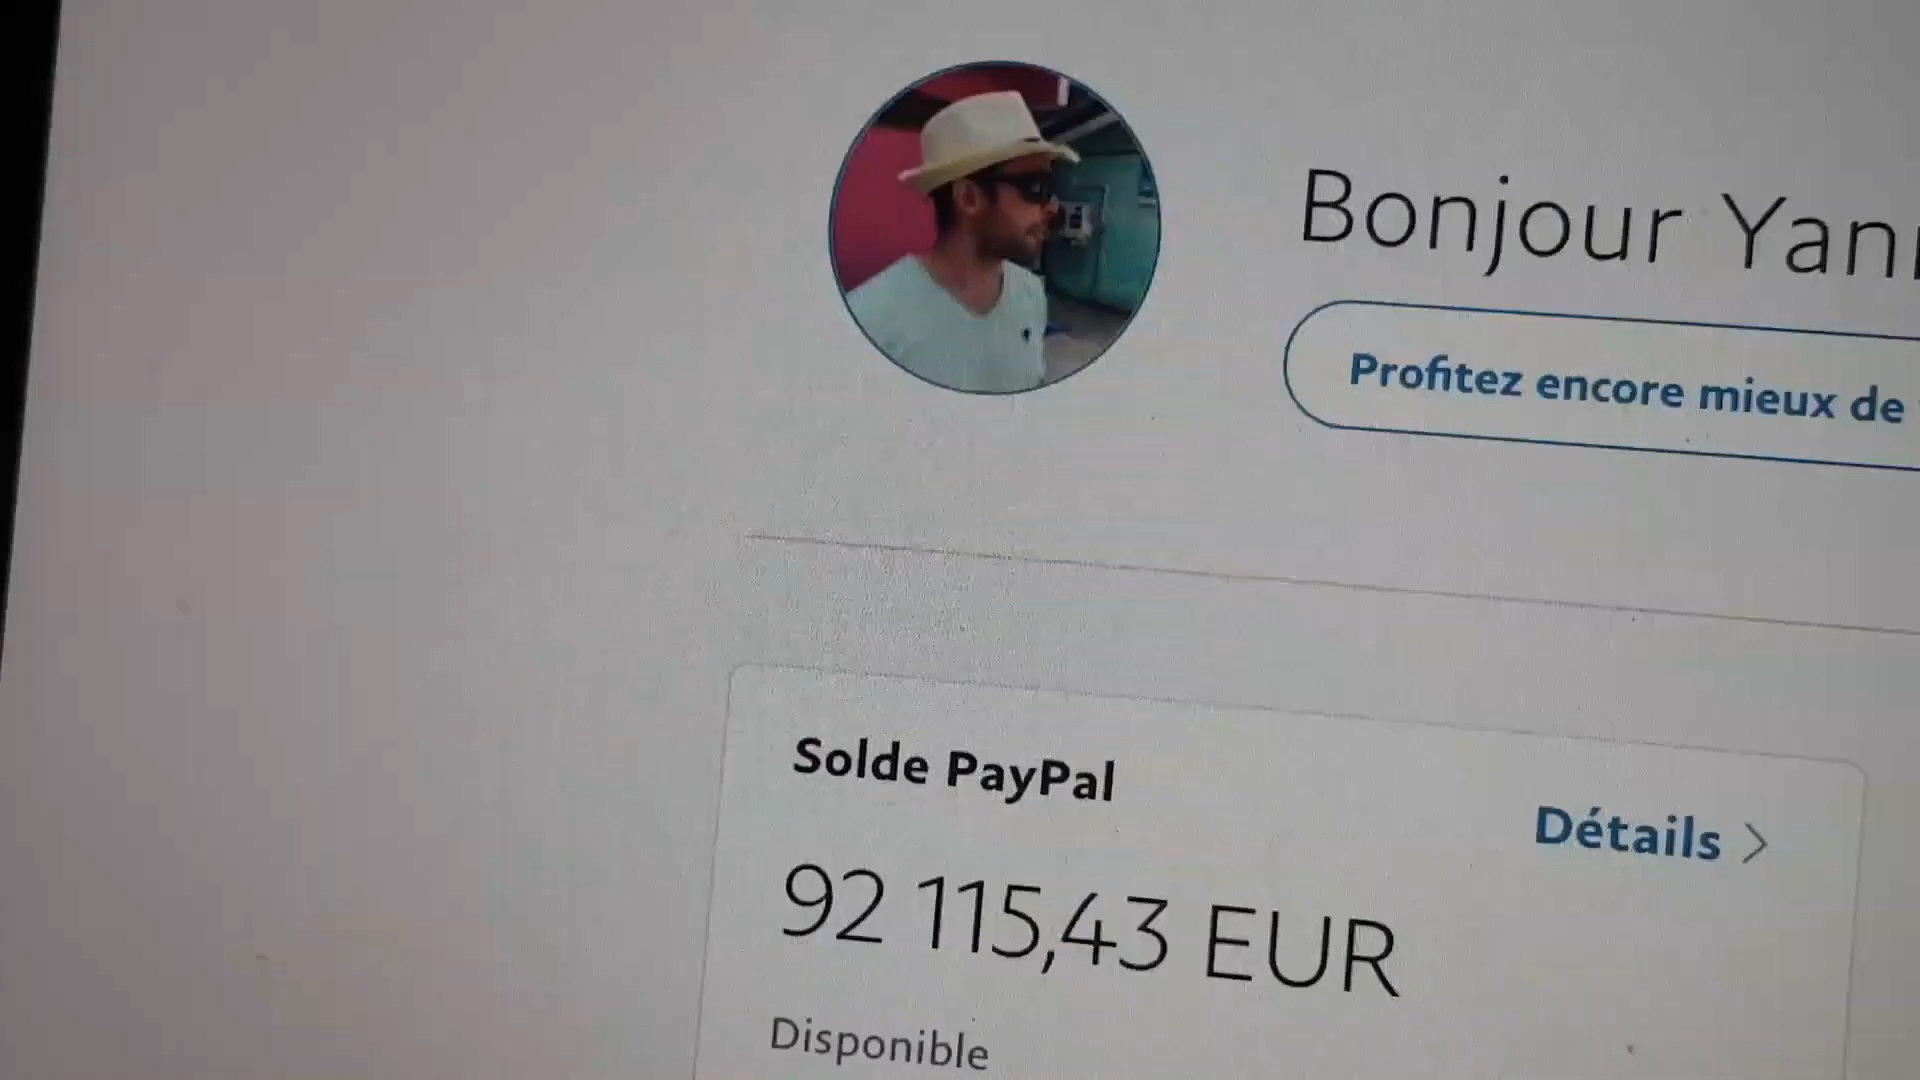 Bonjour
Profitez encore mieux de
Solde PayPal
Détails
92 115,43 EUR
Disponible